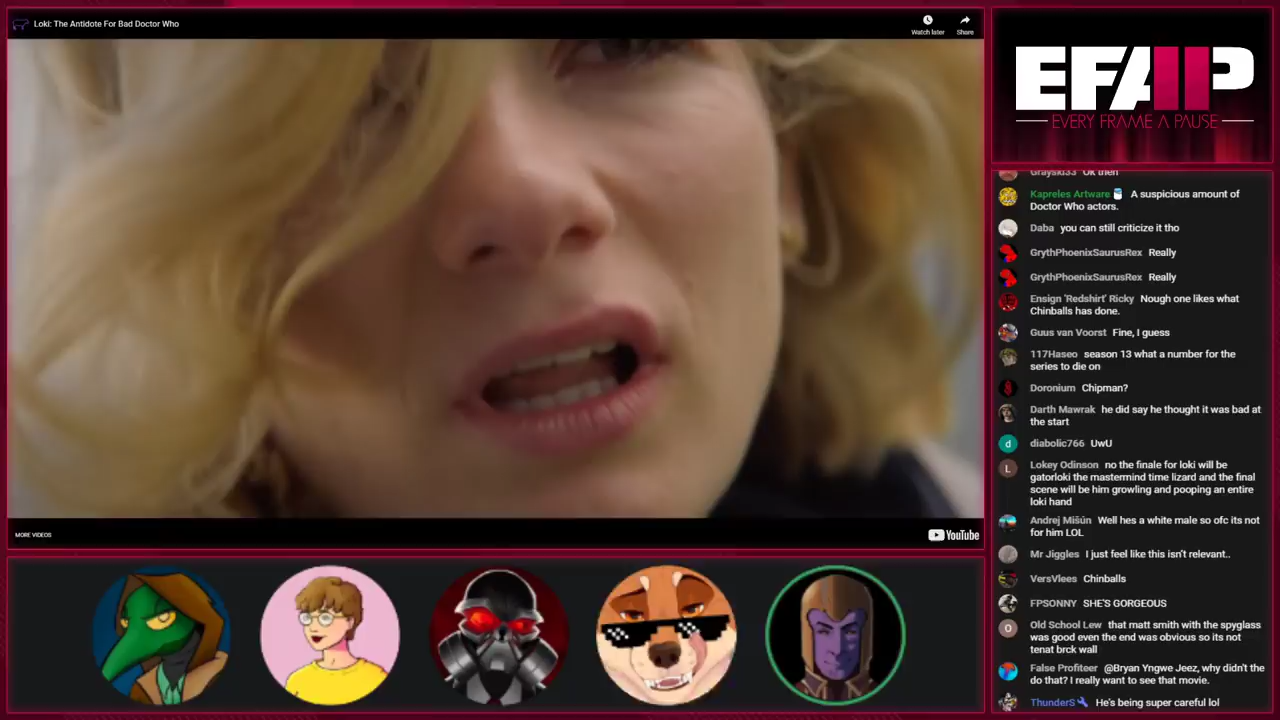 Loki: The Antidote For Bad Doctor Who
Watch later
Share
MORE VIDEOS
YouTube
EFAP
EVERY FRAME A PAUSE
Graysid33 Ok then
Kapreles Artware A suspicious amount of
Doctor Who actors.
Daba you can still criticize it tho
GrythPhoenixSaurusRex Really
GrythPhoenixSaurusRex Really
Ensign 'Redshirt' Ricky Nough one likes what
Chinballs has done.
Guus van Voorst Fine, I guess
117Haseo season 13 what a number for the
series to die on
Doronium Chipman?
Darth Mawrak he did say he thought it was bad at
the start
d
diabolic766 UwU
L
Lokey Odinson no the finale for loki will be
gatorloki the mastermind time lizard and the final
scene will be him growling and pooping an entire
loki hand
Andrej Mišún Well hes a white male so ofc its not
for him LOL
Mr Jiggles I just feel like this isn't relevant..
VersVlees Chinballs
FPSONNY SHE'S GORGEOUS
O
Old School Lew that matt smith with the spyglass
was good even the end was obvious so its not
tenat brck wall
False Profiteer @Bryan Yngwe Jeez, why didn't the
do that? I really want to see that movie.
ThunderS He's being super careful lol